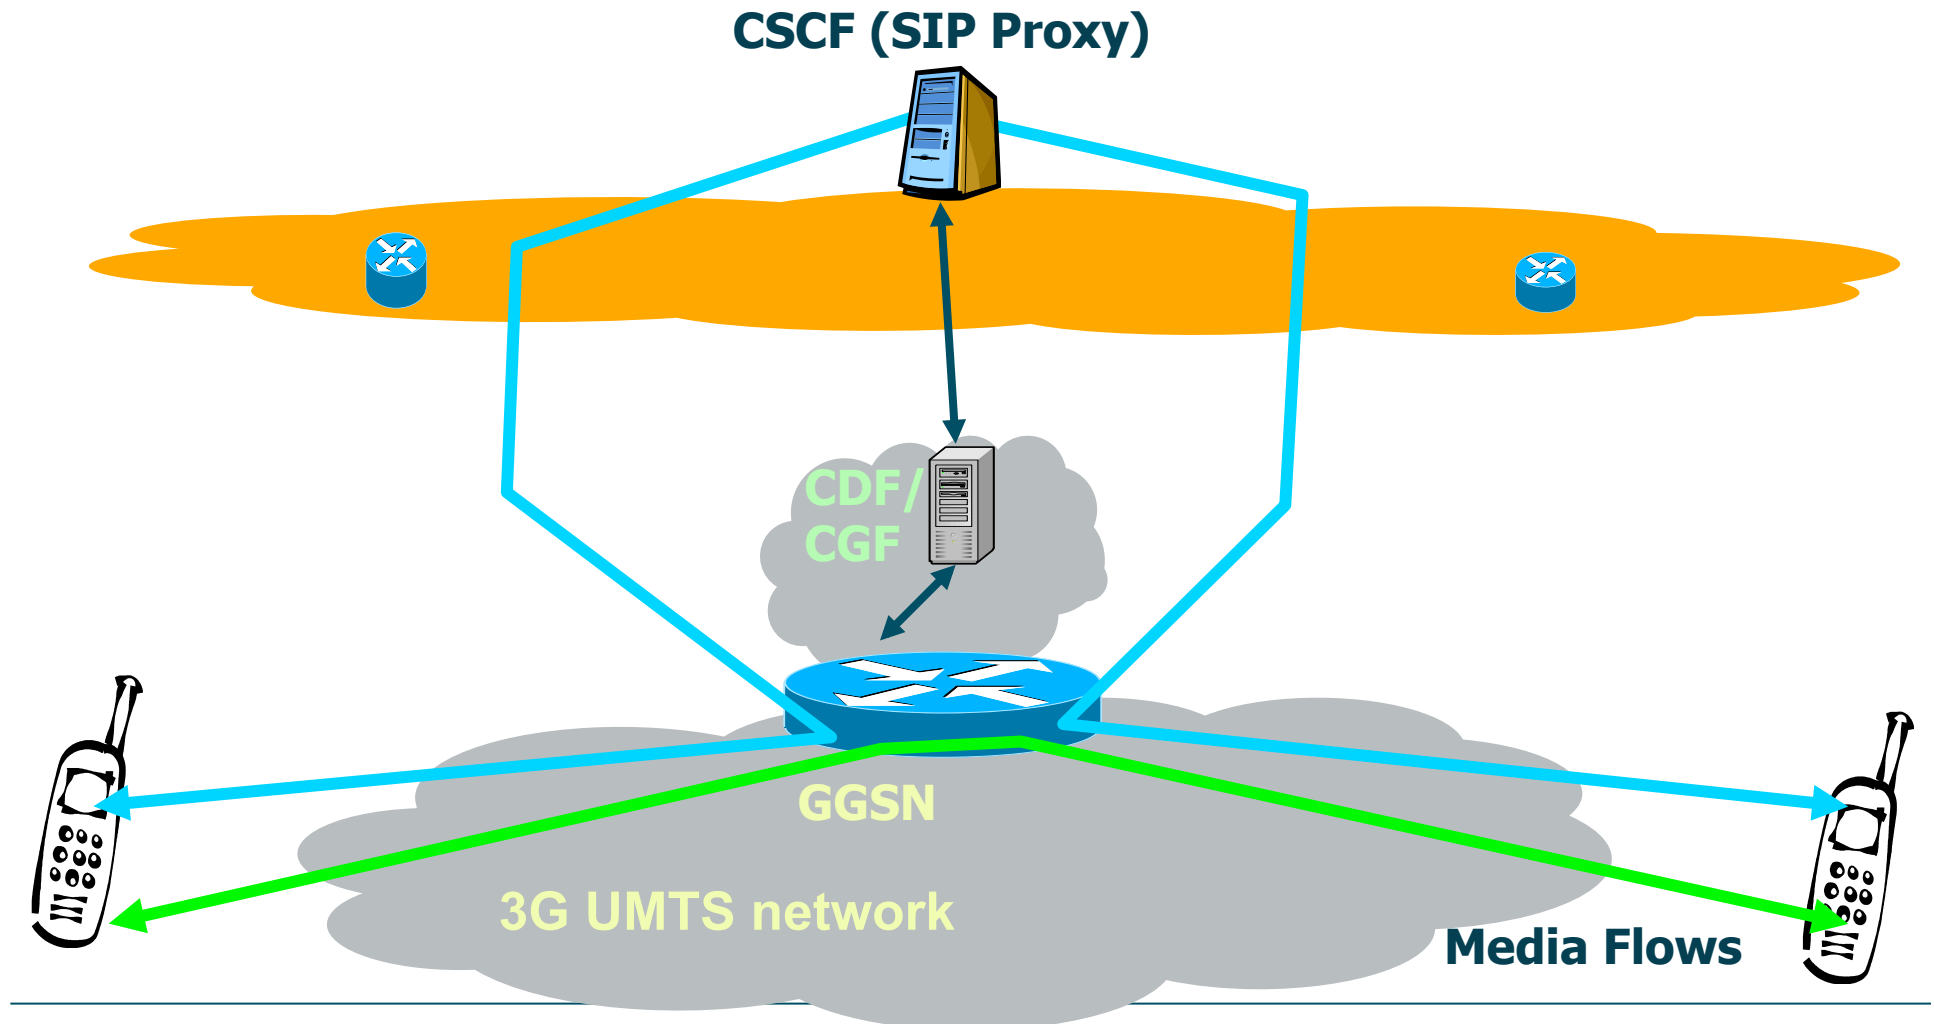 CSCF (SIP Proxy)
CDF/
CGF
GGSN
3G UMTS network
Media Flows